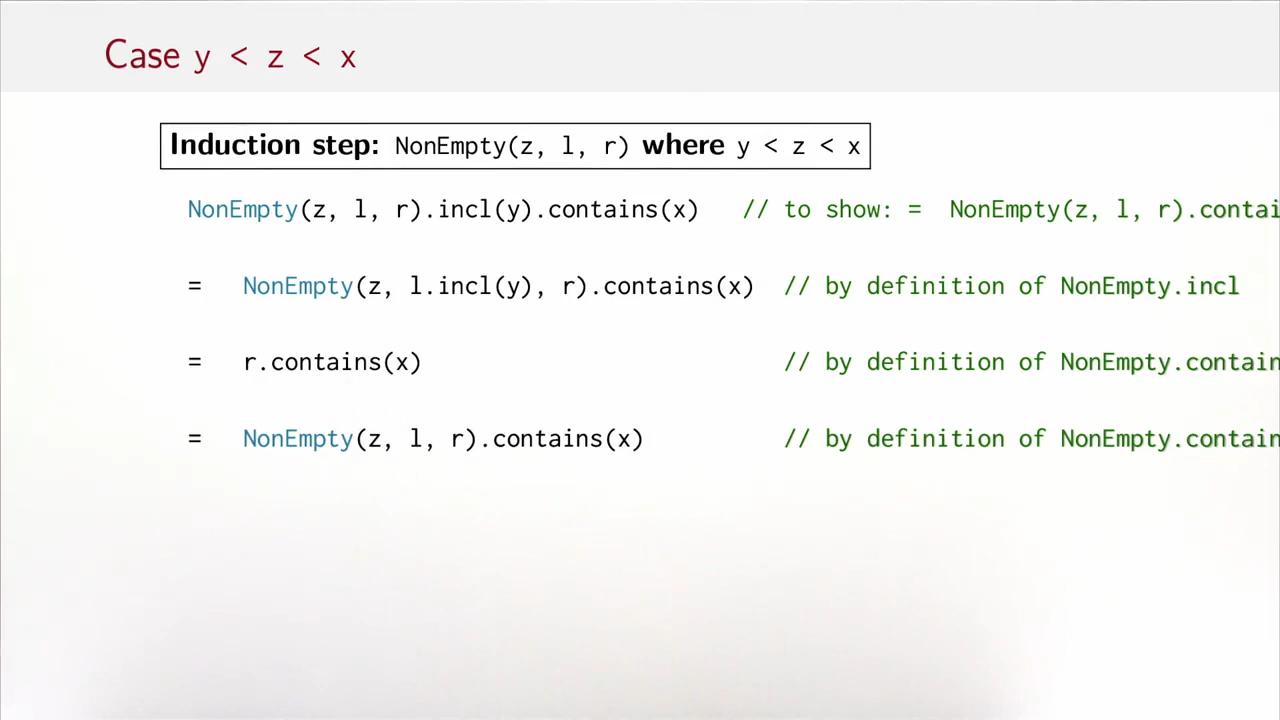 Case y < z < x
Induction step: NonEmpty(z, l, r) where y < z < x
NonEmpty(z, l, r).incl(y).contains(x) // to show: = NonEmpty(z, l, r).contai
= NonEmpty(z, l.incl(y), r).contains(x) // by definition of NonEmpty.incl
= r.contains(x) // by definition of NonEmpty.contain
= NonEmpty(z, l, r).contains(x) // by definition of NonEmpty.contain